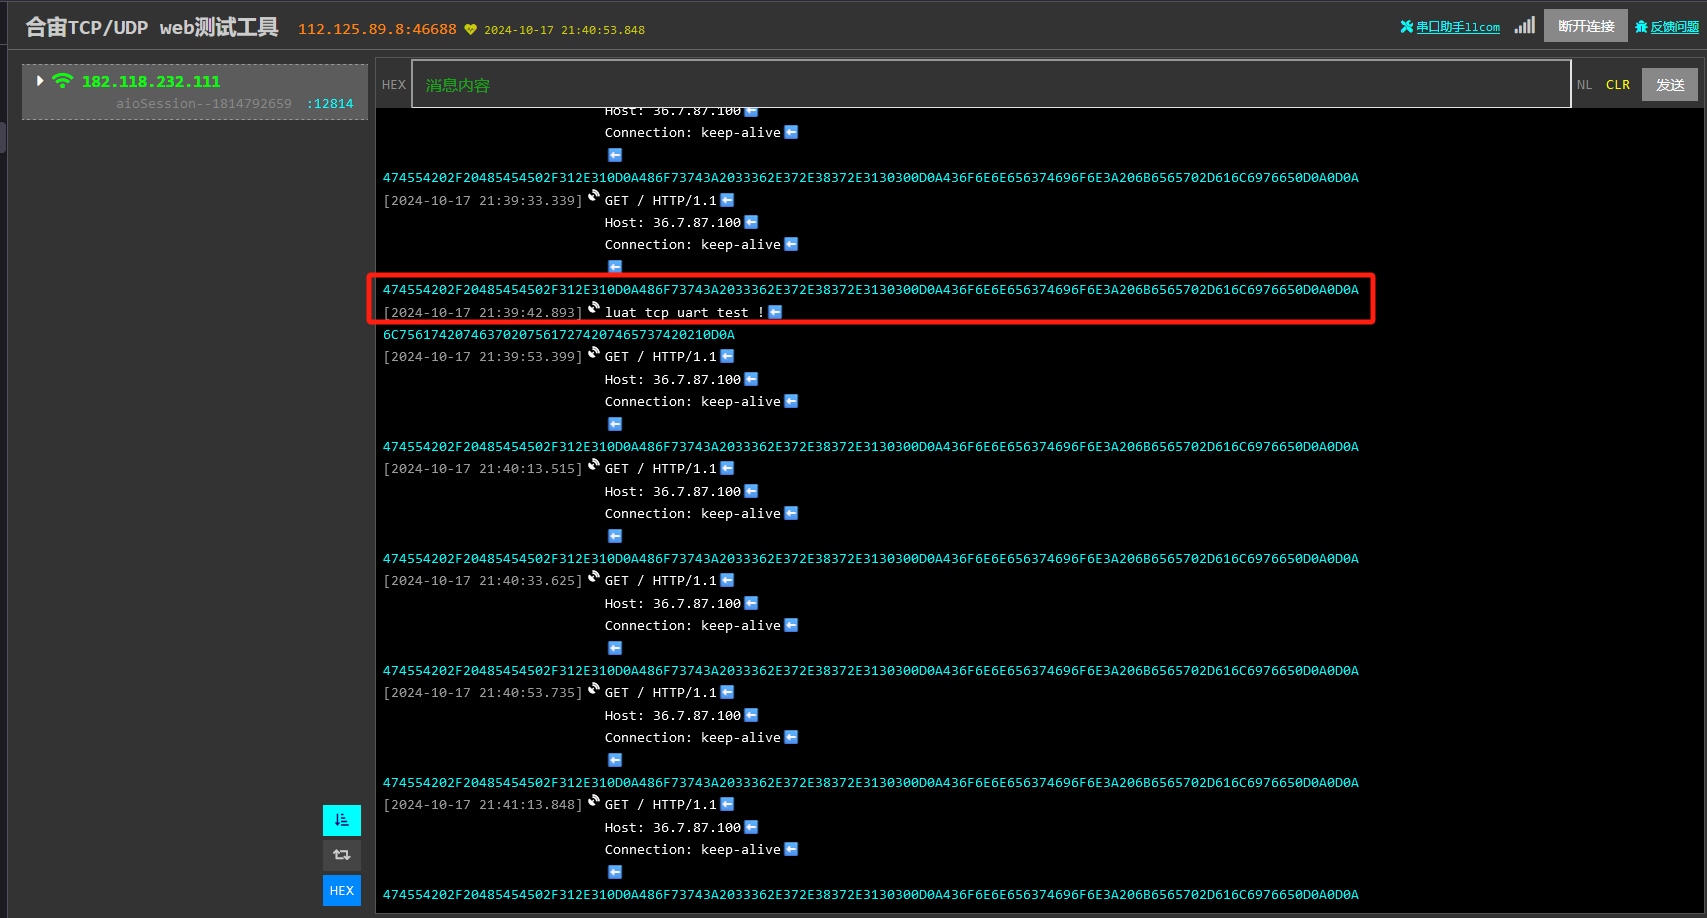 合宙TCP/UDP web测试工具 112.125.89.8:46688 2024-10-17 21:40:53.848 串口助手llcom 断开连接 反馈问题
182.118.232.111
aioSession--1814792659 :12814
HEX 消息内容 NL CLR 发送
Host: 36.7.87.100
Connection: keep-alive
474554202F20485454502F312E310D0A486F73743A2033362E372E38372E3130300D0A436F6E6E656374696F6E3A206B6565702D616C6976650D0A0D0A
[2024-10-17 21:39:33.339] GET / HTTP/1.1
Host: 36.7.87.100
Connection: keep-alive
474554202F20485454502F312E310D0A486F73743A2033362E372E38372E3130300D0A436F6E6E656374696F6E3A206B6565702D616C6976650D0A0D0A
[2024-10-17 21:39:42.893] luat tcp uart test !
6C756174207463702075617274207465737420210D0A
[2024-10-17 21:39:53.399] GET / HTTP/1.1
Host: 36.7.87.100
Connection: keep-alive
474554202F20485454502F312E310D0A486F73743A2033362E372E38372E3130300D0A436F6E6E656374696F6E3A206B6565702D616C6976650D0A0D0A
[2024-10-17 21:40:13.515] GET / HTTP/1.1
Host: 36.7.87.100
Connection: keep-alive
474554202F20485454502F312E310D0A486F73743A2033362E372E38372E3130300D0A436F6E6E656374696F6E3A206B6565702D616C6976650D0A0D0A
[2024-10-17 21:40:33.625] GET / HTTP/1.1
Host: 36.7.87.100
Connection: keep-alive
474554202F20485454502F312E310D0A486F73743A2033362E372E38372E3130300D0A436F6E6E656374696F6E3A206B6565702D616C6976650D0A0D0A
[2024-10-17 21:40:53.735] GET / HTTP/1.1
Host: 36.7.87.100
Connection: keep-alive
474554202F20485454502F312E310D0A486F73743A2033362E372E38372E3130300D0A436F6E6E656374696F6E3A206B6565702D616C6976650D0A0D0A
[2024-10-17 21:41:13.848] GET / HTTP/1.1
Host: 36.7.87.100
Connection: keep-alive
474554202F20485454502F312E310D0A486F73743A2033362E372E38372E3130300D0A436F6E6E656374696F6E3A206B6565702D616C6976650D0A0D0A
HEX